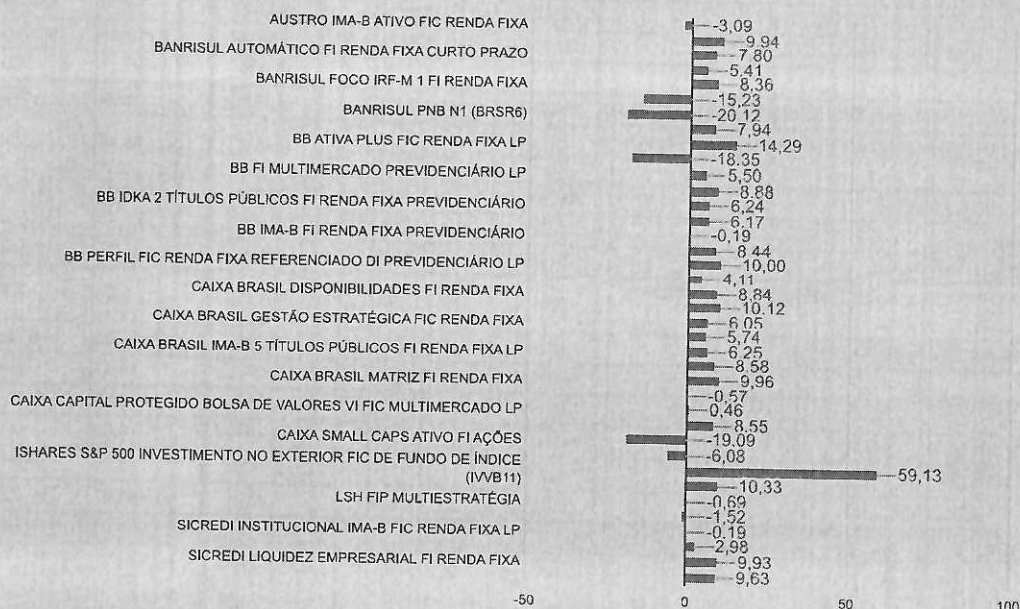 AUSTRO IMA-B ATIVO FIC RENDA FIXA
-3,09
9,94
BANRISUL AUTOMÁTICO FI RENDA FIXA CURTO PRAZO
7,80
5,41
BANRISUL FOCO IRF-M 1 FI RENDA FIXA
8,36
-15,23
BANRISUL PNB N1 (BRSR6)
-20,12
7,94
BB ATIVA PLUS FIC RENDA FIXA LP
14,29
-18,35
BB FI MULTIMERCADO PREVIDENCIÁRIO LP
5,50
8,88
BB IDKA 2 TÍTULOS PÚBLICOS FI RENDA FIXA PREVIDENCIÁRIO
6,24
6,17
BB IMA-B FI RENDA FIXA PREVIDENCIÁRIO
-0,19
8,44
BB PERFIL FIC RENDA FIXA REFERENCIADO DI PREVIDENCIÁRIO LP
10,00
4,11
CAIXA BRASIL DISPONIBILIDADES FI RENDA FIXA
8,84
10,12
CAIXA BRASIL GESTÃO ESTRATÉGICA FIC RENDA FIXA
6,05
5,74
CAIXA BRASIL IMA-B 5 TÍTULOS PÚBLICOS FI RENDA FIXA LP
6,25
8,58
CAIXA BRASIL MATRIZ FI RENDA FIXA
9,96
-0,57
CAIXA CAPITAL PROTEGIDO BOLSA DE VALORES VI FIC MULTIMERCADO LP
0,46
8,55
CAIXA SMALL CAPS ATIVO FI AÇÕES
-19,09
-6,08
ISHARES S&P 500 INVESTIMENTO NO EXTERIOR FIC DE FUNDO DE ÍNDICE
(IVVB11)
59,13
10,33
LSH FIP MULTIESTRATÉGIA
-0,69
-1,52
SICREDI INSTITUCIONAL IMA-B FIC RENDA FIXA LP
-0,19
2,98
SICREDI LIQUIDEZ EMPRESARIAL FI RENDA FIXA
9,93
9,63
-50 0 50 100